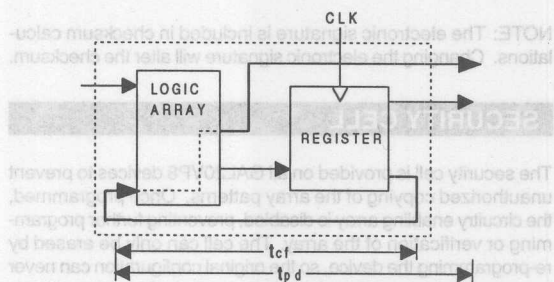 CLK
NOTE: The electronic signature is included in checksum calcu-
lations. Changing the electronic signature will alter the checksum.
LOGIC
ARRAY
REGISTER
SECURITY CELL
The security cell is provided on all GAL20VP8 devices to prevent
unauthorized copying of the array patterns. Once programmed,
the circuitry enabling array is disabled, preventing further program-
ming or verification of the array. The cell can only be erased by
re-programming the device, so the original configuration can never
tcf
tpd